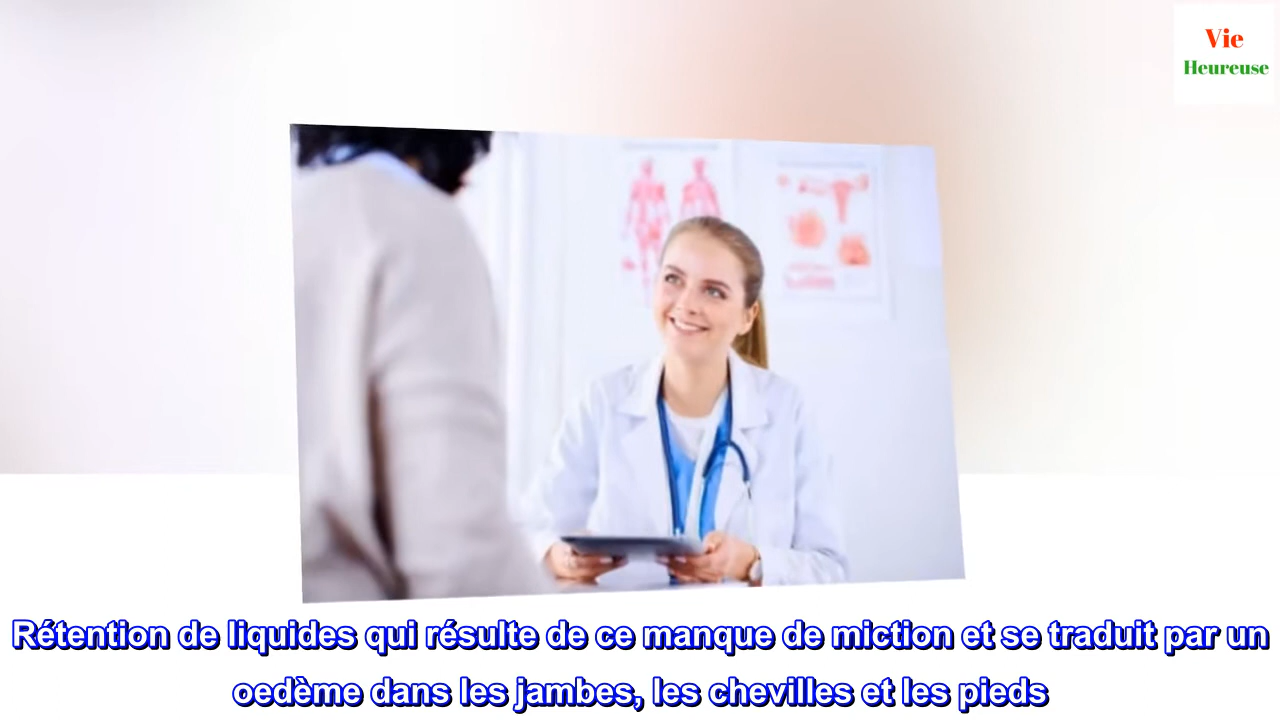 Vie
Heureuse
Rétention de liquides qui résulte de ce manque de miction et se traduit par un
oedème dans les jambes, les chevilles et les pieds